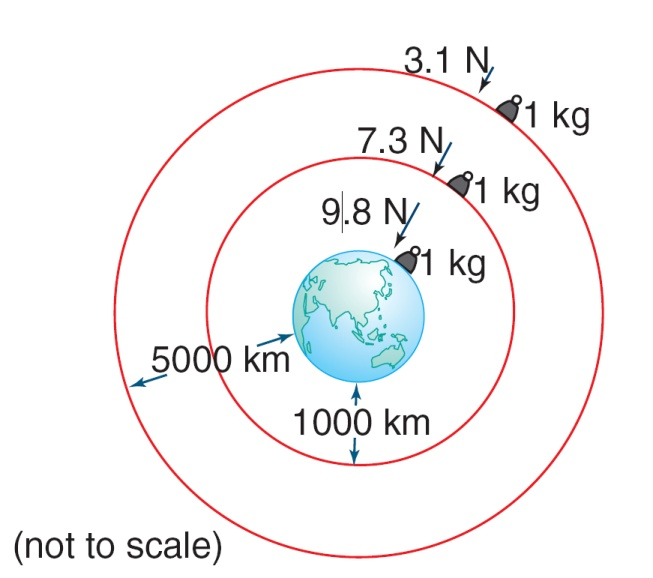 3.1 N
1 kg
7.3 N
1 kg
9.8 N
1 kg
5000 km
1000 km
(not to scale)